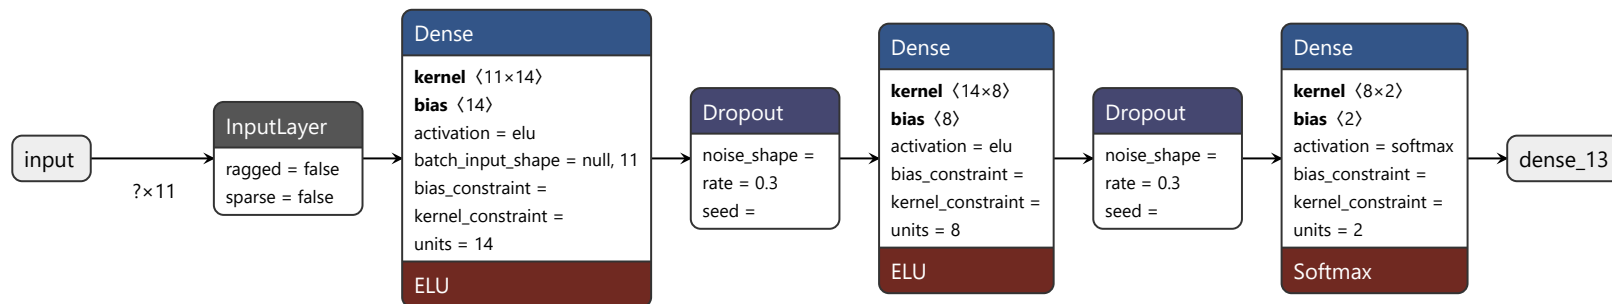 input
?×11
InputLayer
ragged = false
sparse = false
Dense
kernel 〈11×14〉
bias 〈14〉
activation = elu
batch_input_shape = null, 11
bias_constraint =
kernel_constraint =
units = 14
ELU
Dropout
noise_shape =
rate = 0.3
seed =
Dense
kernel 〈14×8〉
bias 〈8〉
activation = elu
bias_constraint =
kernel_constraint =
units = 8
ELU
Dropout
noise_shape =
rate = 0.3
seed =
Dense
kernel 〈8×2〉
bias 〈2〉
activation = softmax
bias_constraint =
kernel_constraint =
units = 2
Softmax
dense_13